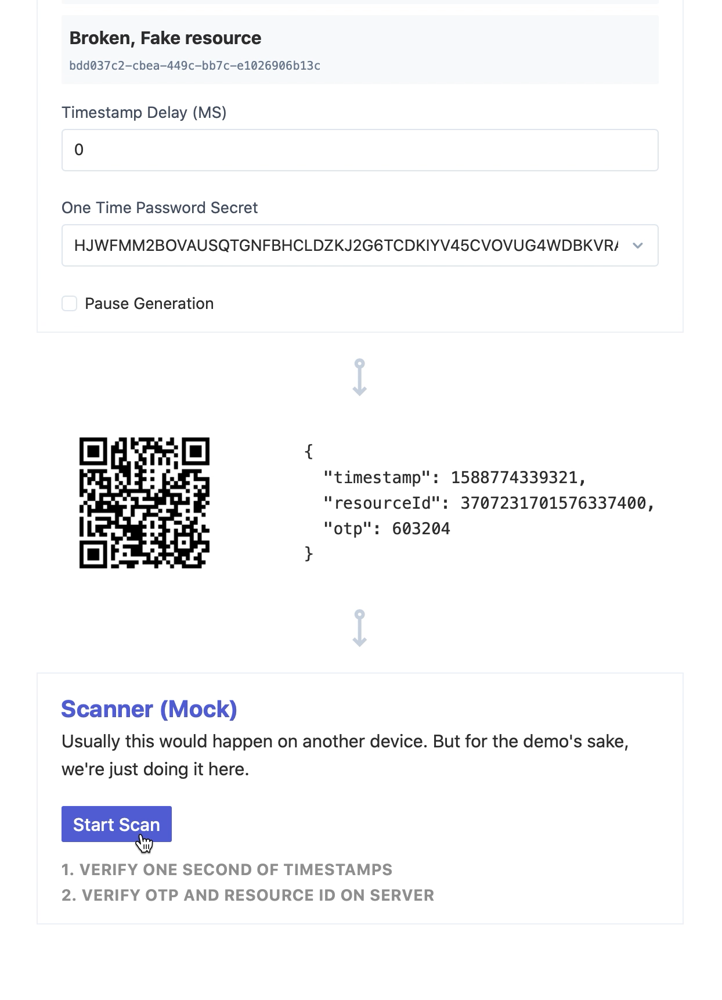 Broken, Fake resource
bdd037c2-cbea-449c-bb7c-e1026906b13c
Timestamp Delay (MS)
0
One Time Password Secret
HJWFMM2BOVAUSQTGNFBHCLDZKJ2G6TCDKIYV45CVOVUG4WDBKVRA
Pause Generation
{
"timestamp": 1588774339321,
"resourceId": 3707231701576337400,
"otp": 603204
}
Scanner (Mock)
Usually this would happen on another device. But for the demo's sake,
we're just doing it here.
Start Scan
1. VERIFY ONE SECOND OF TIMESTAMPS
2. VERIFY OTP AND RESOURCE ID ON SERVER